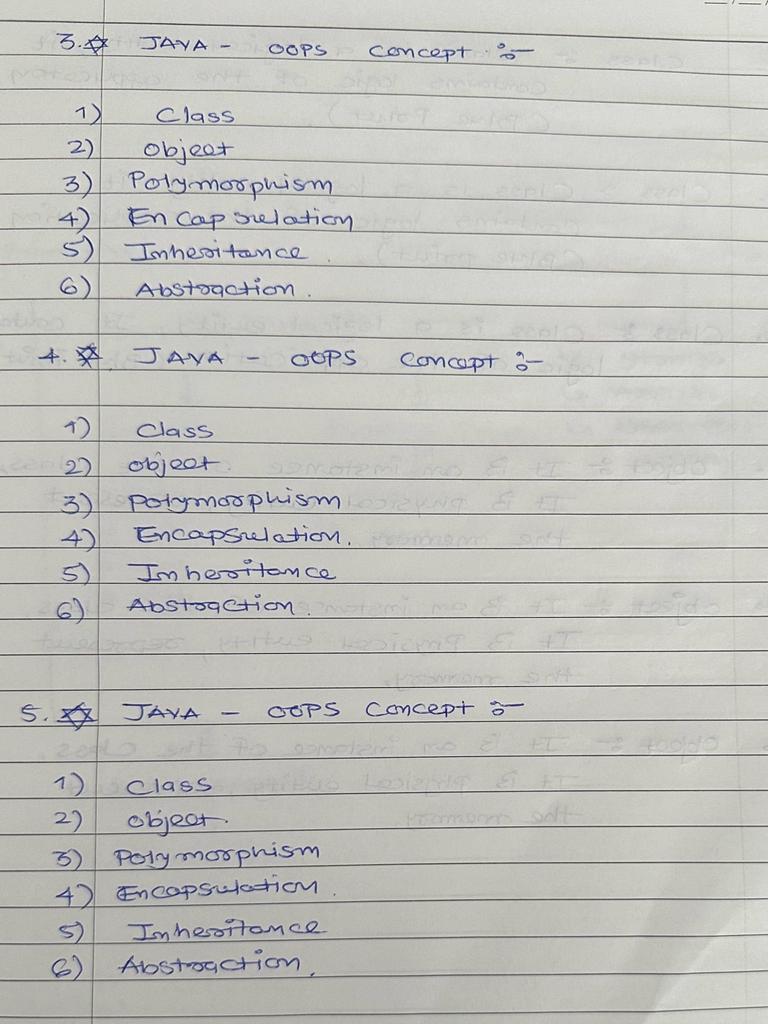 3. ✡ JAVA - OOPS Concept :-
1) Class
2) Object
3) Polymorphism
4) Encapsulation
5) Inheritance
6) Abstraction.
4. ✡ JAVA - OOPS Concept :-
1) Class
2) object
3) polymorphism
4) Encapsulation.
5) Inheritance
6) Abstraction.
5. ✡ JAVA - OOPS Concept :-
1) Class
2) object.
3) Polymorphism
4) Encapsulation.
5) Inheritance
6) Abstraction.